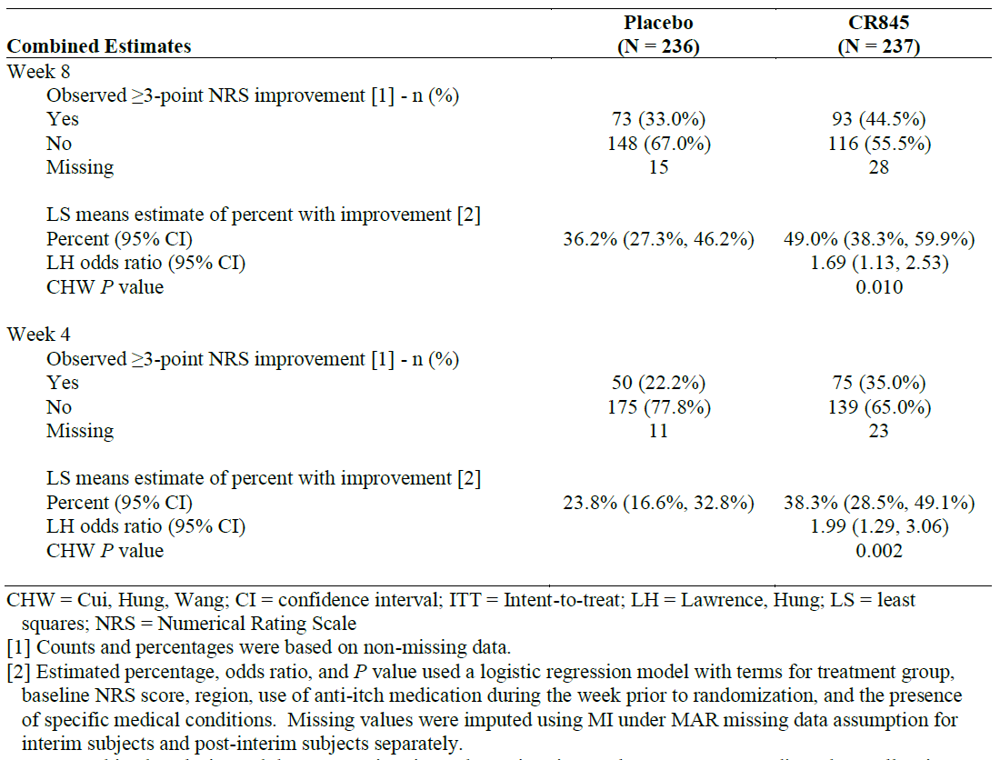 Placebo CR845
Combined Estimates (N = 236) (N = 237)
Week 8
Observed ≥3-point NRS improvement [1] - n (%)
Yes 73 (33.0%) 93 (44.5%)
No 148 (67.0%) 116 (55.5%)
Missing 15 28
LS means estimate of percent with improvement [2]
Percent (95% CI) 36.2% (27.3%, 46.2%) 49.0% (38.3%, 59.9%)
LH odds ratio (95% CI) 1.69 (1.13, 2.53)
CHW P value 0.010
Week 4
Observed ≥3-point NRS improvement [1] - n (%)
Yes 50 (22.2%) 75 (35.0%)
No 175 (77.8%) 139 (65.0%)
Missing 11 23
LS means estimate of percent with improvement [2]
Percent (95% CI) 23.8% (16.6%, 32.8%) 38.3% (28.5%, 49.1%)
LH odds ratio (95% CI) 1.99 (1.29, 3.06)
CHW P value 0.002
CHW = Cui, Hung, Wang; CI = confidence interval; ITT = Intent-to-treat; LH = Lawrence, Hung; LS = least
squares; NRS = Numerical Rating Scale
[1] Counts and percentages were based on non-missing data.
[2] Estimated percentage, odds ratio, and P value used a logistic regression model with terms for treatment group,
baseline NRS score, region, use of anti-itch medication during the week prior to randomization, and the presence
of specific medical conditions. Missing values were imputed using MI under MAR missing data assumption for
interim subjects and post-interim subjects separately.